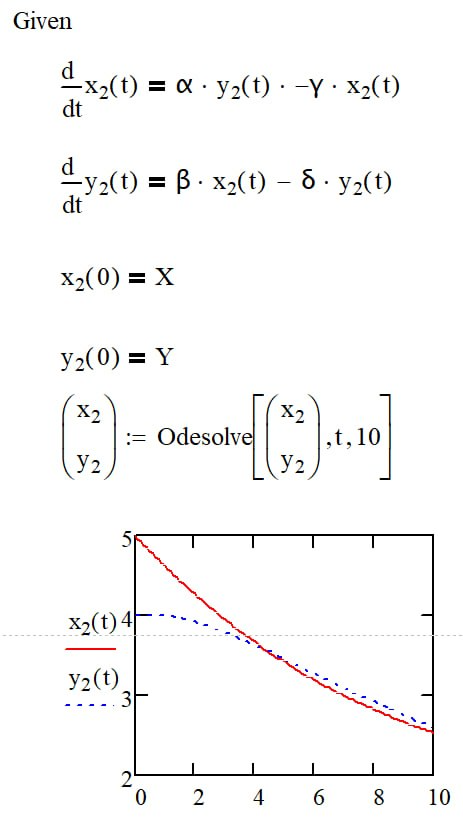 Given
d/dt x₂(t) = α · y₂(t) · −γ · x₂(t)
d/dt y₂(t) = β · x₂(t) − δ · y₂(t)
x₂(0) = X
y₂(0) = Y
(x₂ y₂) := Odesolve[(x₂ y₂), t, 10]
5
x₂(t) 4
y₂(t) 3
2
0 2 4 6 8 10